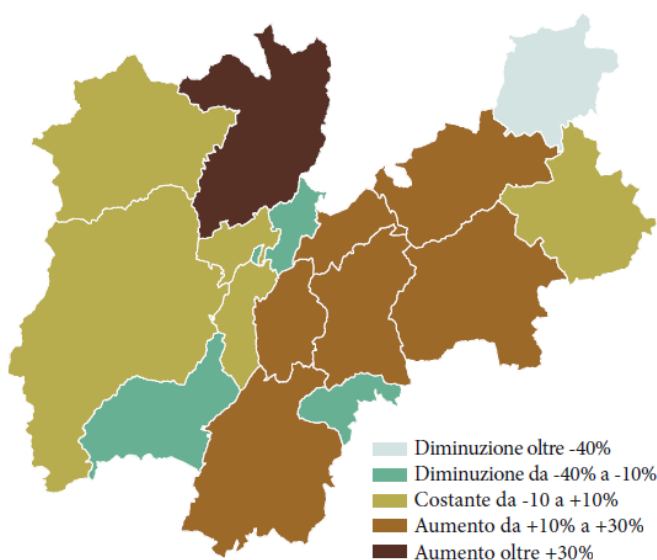 Diminuzione oltre -40%
Diminuzione da -40% a -10%
Costante da -10 a +10%
Aumento da +10% a +30%
Aumento oltre +30%